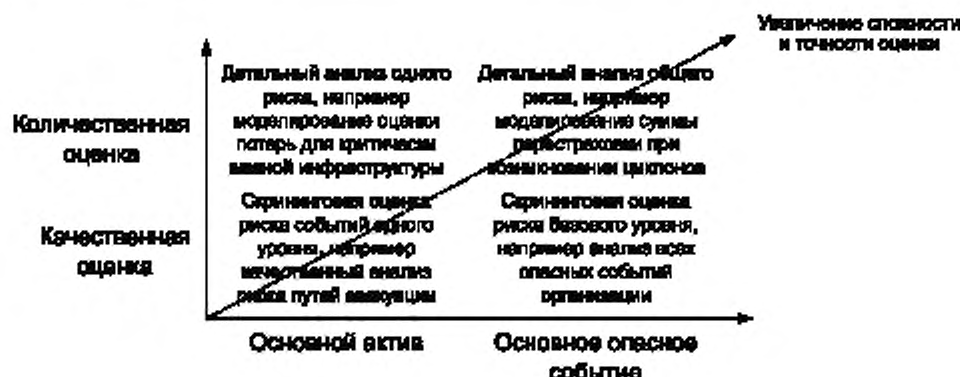 Увеличение сложности
и точности оценки
Количественная
оценка
Детальный анализ одного
риска, например
моделирование оценки
потерь для критически
важной инфраструктуры
Детальный анализ общего
риска, например
моделирование суммы
перестраховки при
возникновении циклонов
Качественная
оценка
Скрининговая оценка
риска событий одного
уровня, например
качественный анализ
риска путей эвакуации
Скрининговая оценка
риска базового уровня,
например анализ всех
опасных событий
организации
Основной актив
Основное опасное
событие